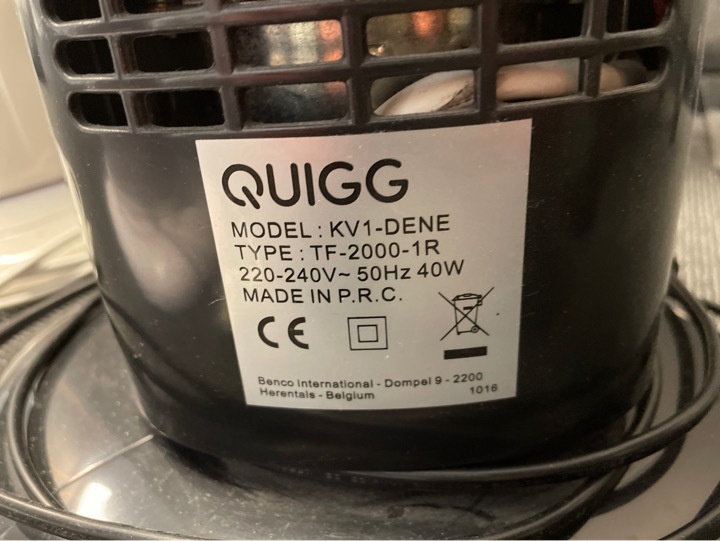 QUIGG
MODEL : KV1-DENE
TYPE : TF-2000-1R
220-240V~ 50Hz 40W
MADE IN P.R.C.
CE
Benco International - Dompel 9 - 2200
Herentals - Belgium 1016